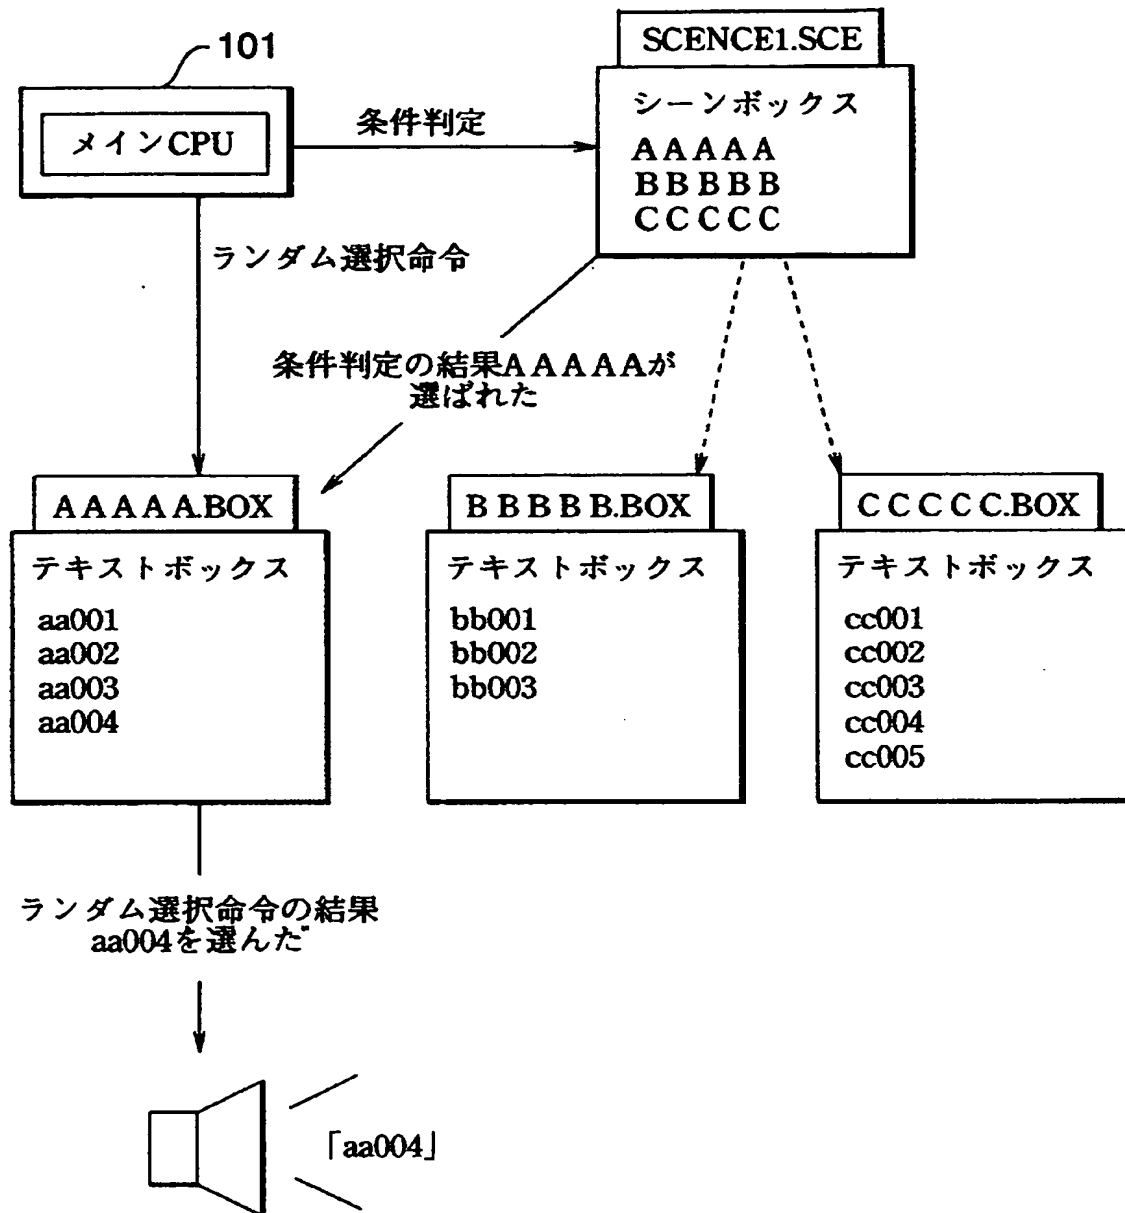 101
メインCPU
条件判定
SCENCE1.SCE
シーンボックス
AAAAA
BBBBB
CCCCC
ランダム選択命令
条件判定の結果AAAAAが
選ばれた
AAAAA.BOX
テキストボックス
aa001
aa002
aa003
aa004
BBBBB.BOX
テキストボックス
bb001
bb002
bb003
CCCCC.BOX
テキストボックス
cc001
cc002
cc003
cc004
cc005
ランダム選択命令の結果
aa004を選んだ
「aa004」